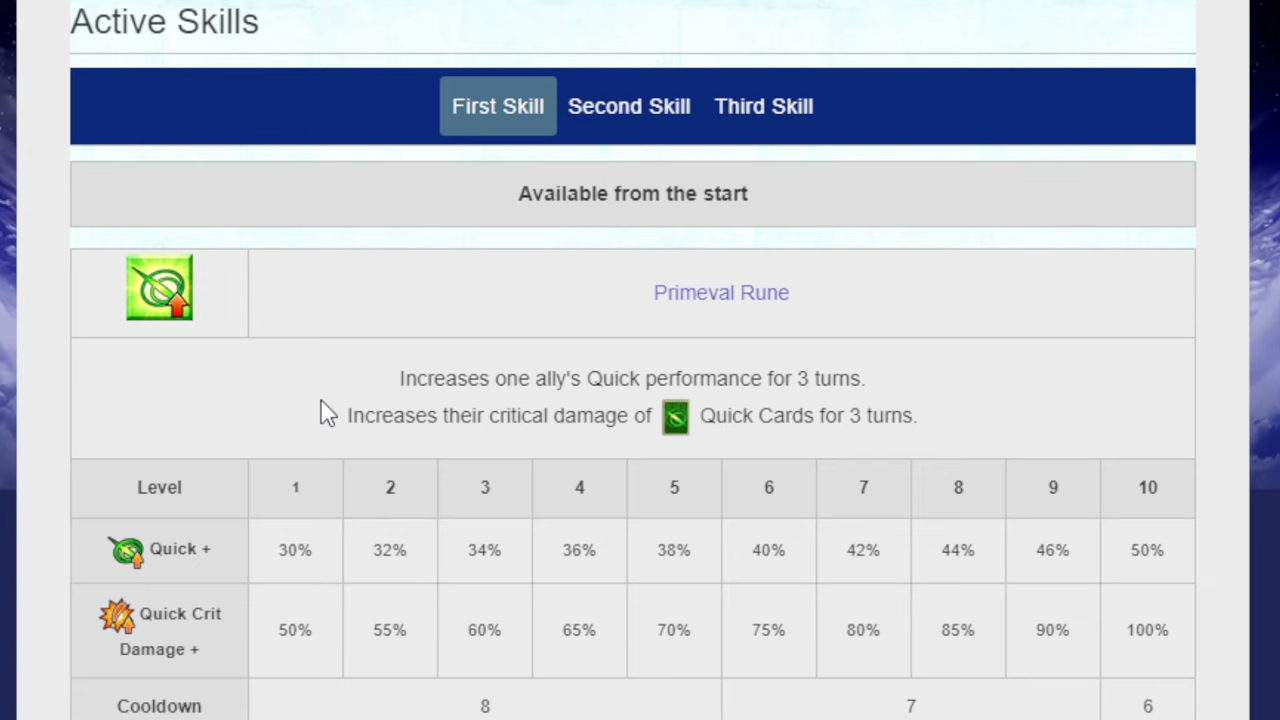 Active Skills
First Skill Second Skill Third Skill
Available from the start
Primeval Rune
Increases one ally's Quick performance for 3 turns.
Increases their critical damage of Quick Cards for 3 turns.
Level 1 2 3 4 5 6 7 8 9 10
Quick + 30% 32% 34% 36% 38% 40% 42% 44% 46% 50%
Quick Crit
Damage + 50% 55% 60% 65% 70% 75% 80% 85% 90% 100%
Cooldown 8 7 6